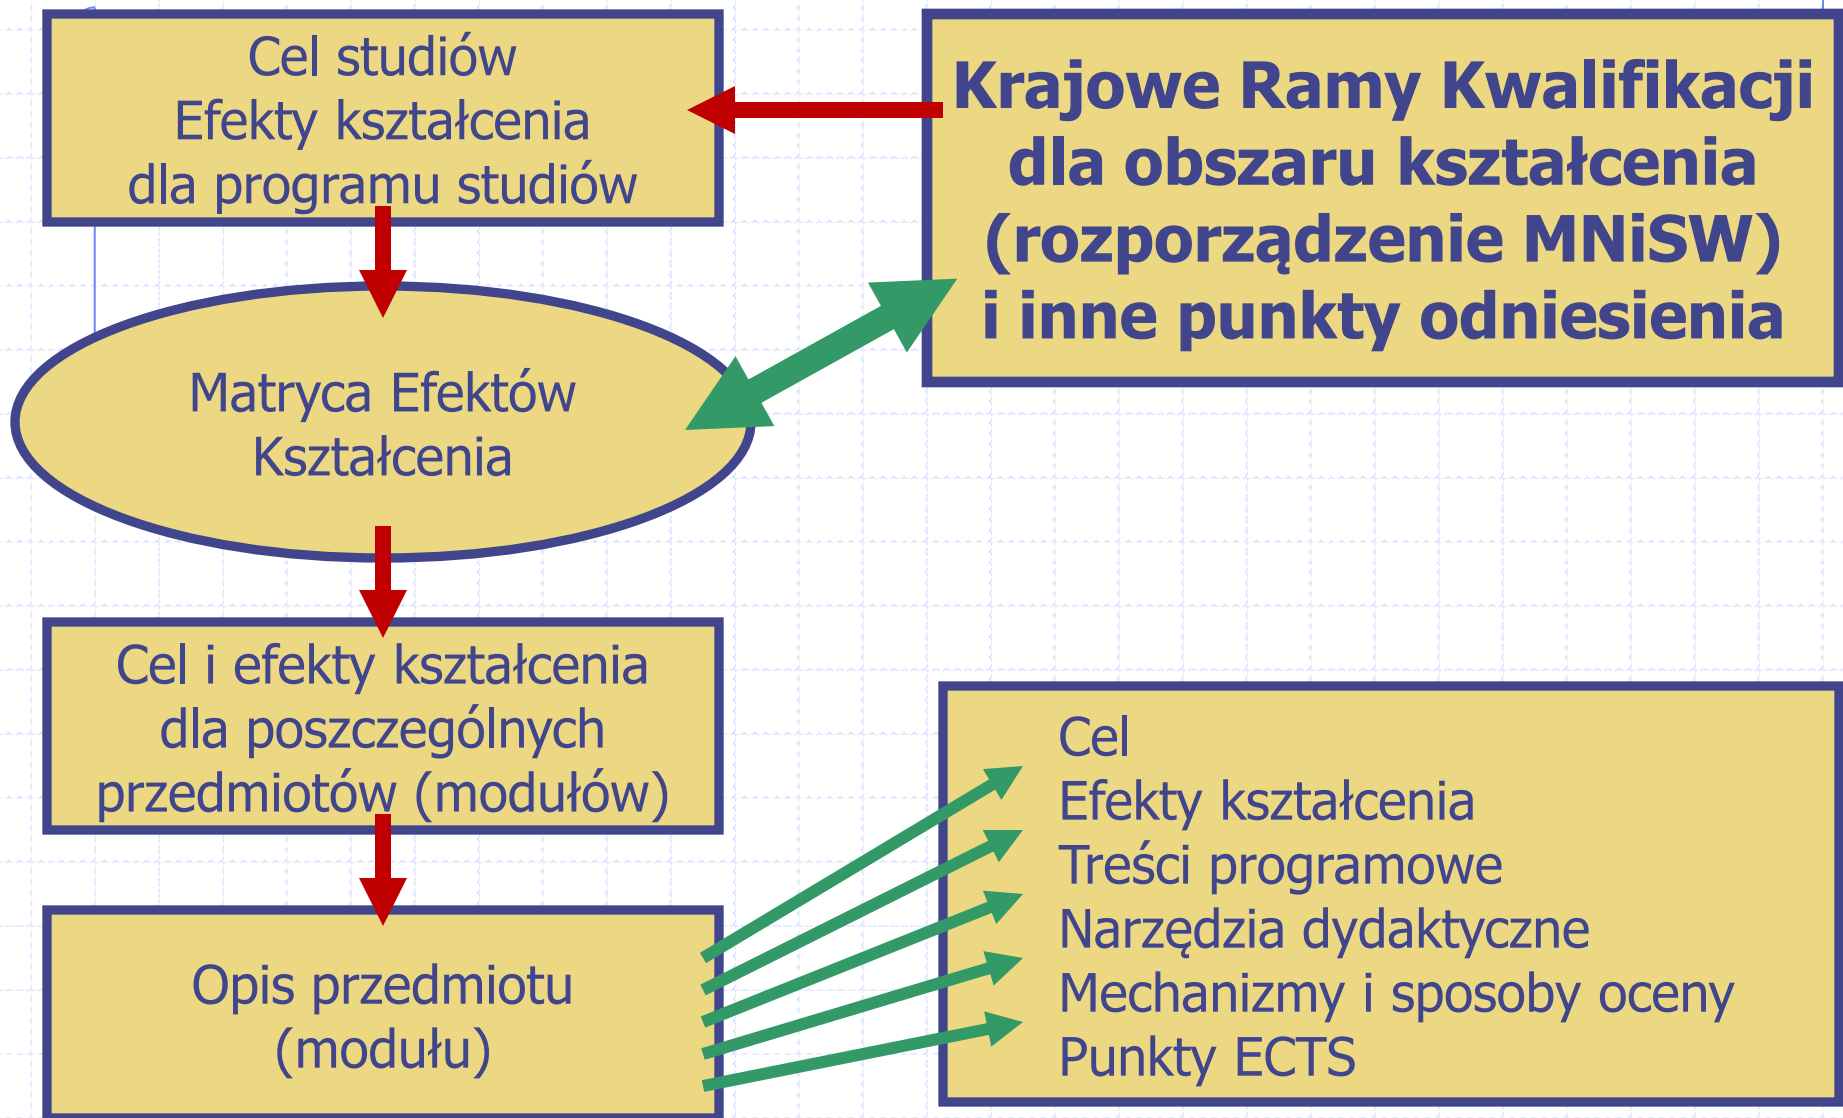 Cel studiów
Efekty kształcenia
dla programu studiów
Krajowe Ramy Kwalifikacji
dla obszaru kształcenia
(rozporządzenie MNiSW)
i inne punkty odniesienia
Matryca Efektów
Kształcenia
Cel i efekty kształcenia
dla poszczególnych
przedmiotów (modułów)
Opis przedmiotu
(modułu)
Cel
Efekty kształcenia
Treści programowe
Narzędzia dydaktyczne
Mechanizmy i sposoby oceny
Punkty ECTS